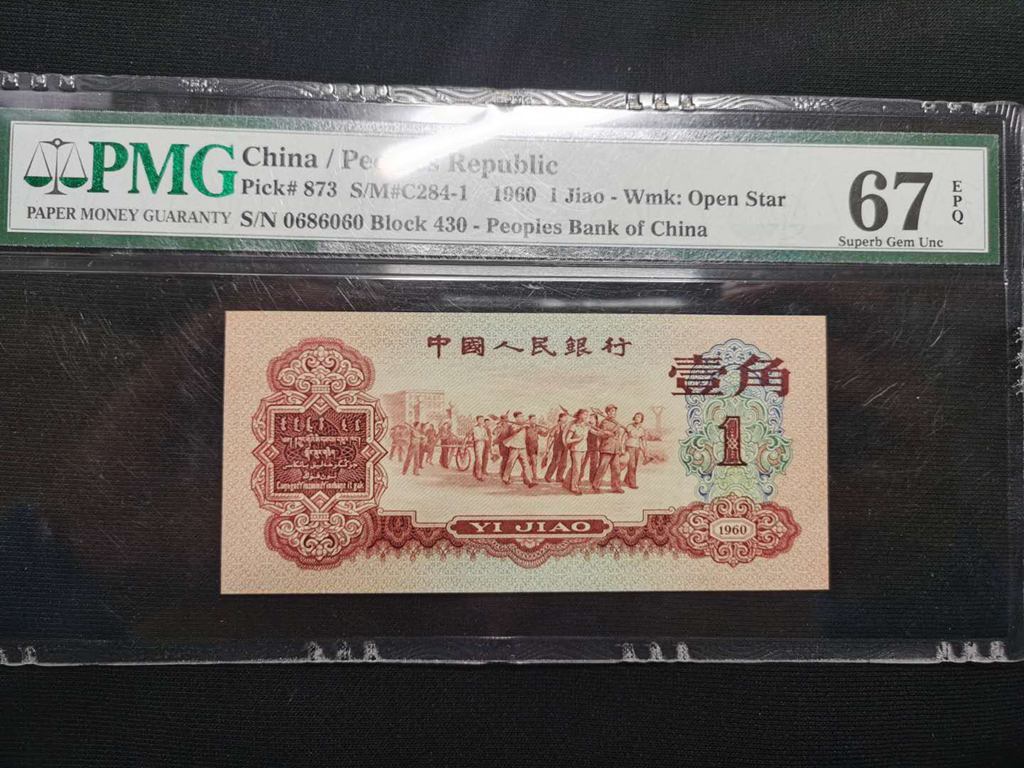 PMG
PAPER MONEY GUARANTY
China / Peoples Republic
Pick# 873 S/M#C284-1 1960 1 Jiao - Wmk: Open Star
S/N 0686060 Block 430 - Peoples Bank of China
67
EPQ
Superb Gem Unc
中國人民銀行
壹角
1
YI JIAO
1960